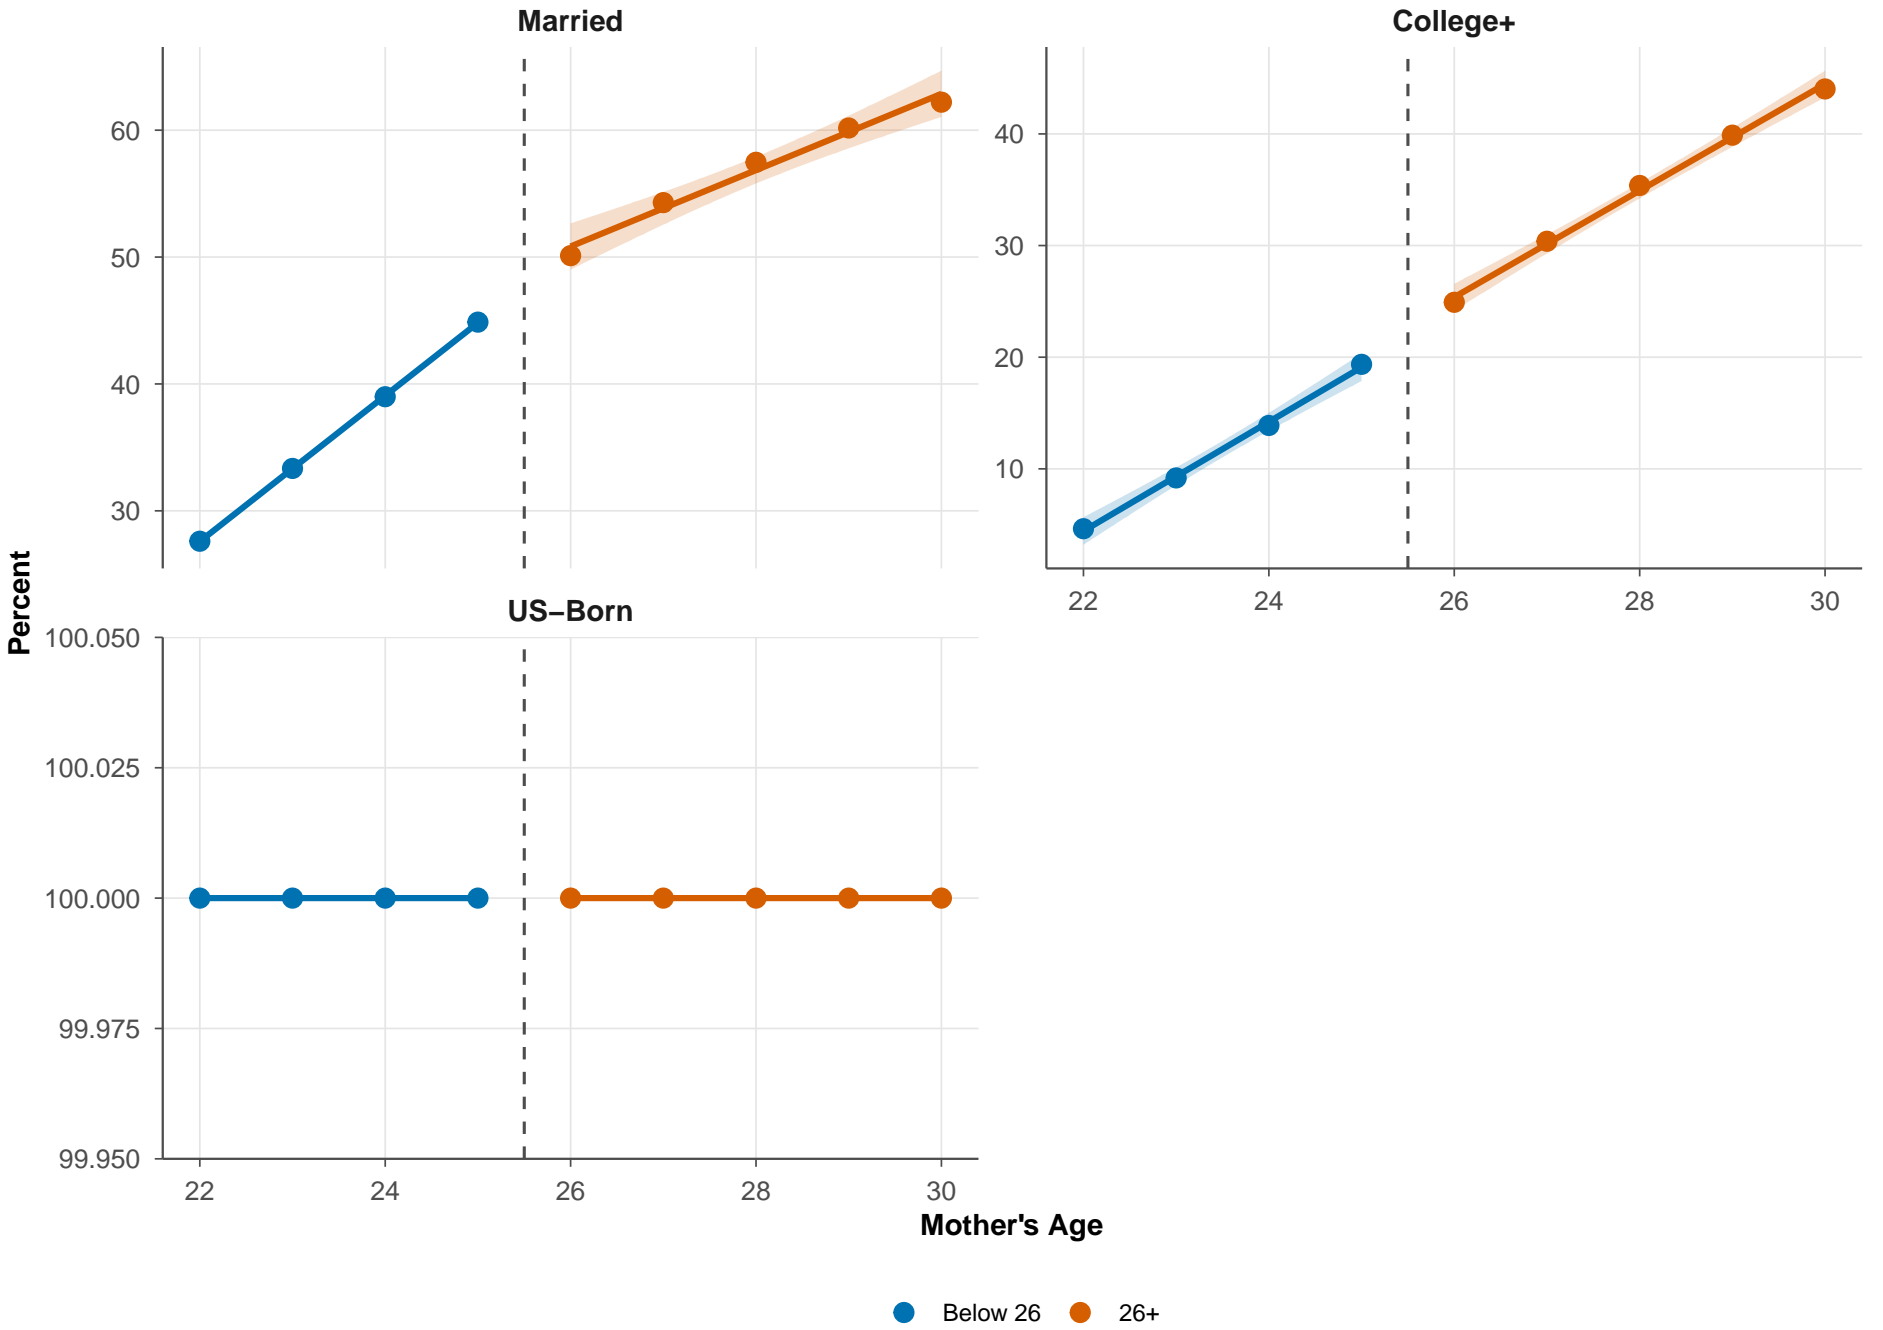 Married
College+
60
50
40
30
40
30
20
10
22 24 26 28 30
Percent
US−Born
100.050
100.025
100.000
99.975
99.950
22 24 26 28 30
Mother's Age
Below 26 26+